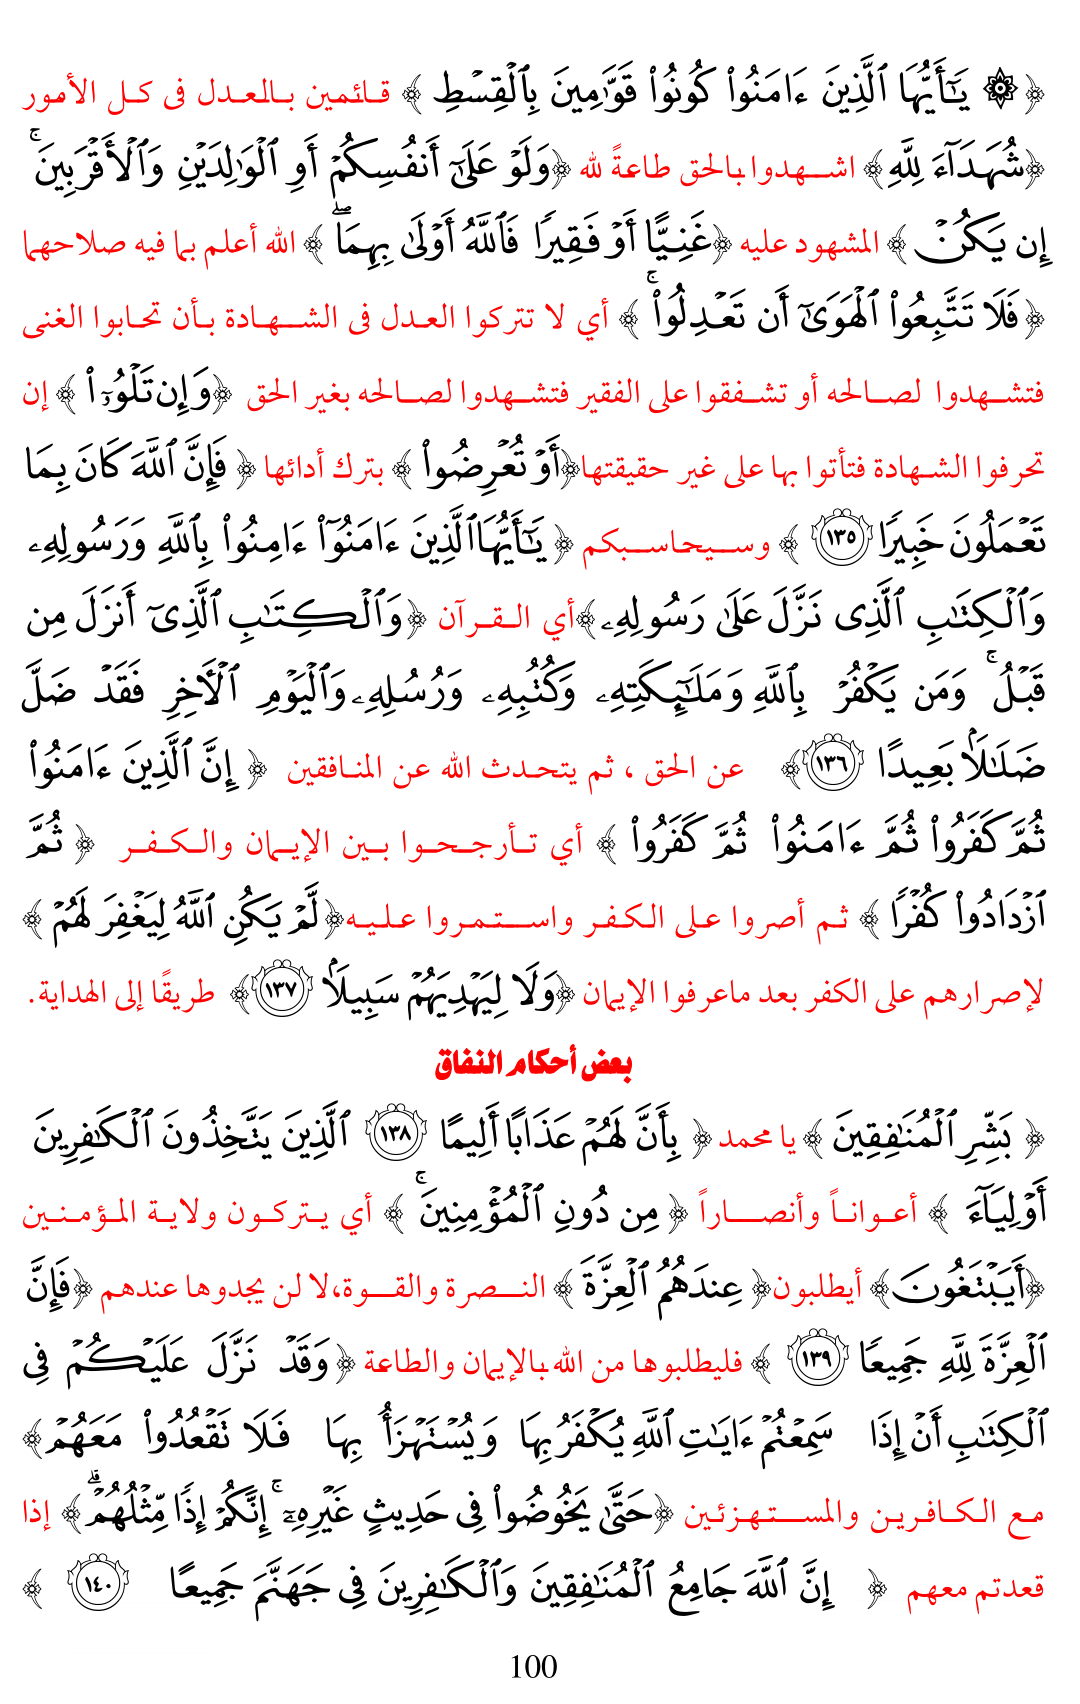 ﴿ ۞ يَٰٓأَيُّهَا ٱلَّذِينَ ءَامَنُوا۟ كُونُوا۟ قَوَّٰمِينَ بِٱلْقِسْطِ ﴾ قائمين بالعدل فى كل الأمور
﴿شُهَدَآءَ لِلَّهِ﴾ اشهدوا بالحق طاعةً لله ﴿وَلَوْ عَلَىٰٓ أَنفُسِكُمْ أَوِ ٱلْوَٰلِدَيْنِ وَٱلْأَقْرَبِينَ ۚ
إِن يَكُنْ ﴾ المشهود عليه ﴿غَنِيًّا أَوْ فَقِيرًا فَٱللَّهُ أَوْلَىٰ بِهِمَا ۖ ﴾ الله أعلم بما فيه صلاحهما
﴿ فَلَا تَتَّبِعُوا۟ ٱلْهَوَىٰٓ أَن تَعْدِلُوا۟ ۚ ﴾ أي لا تتركوا العدل فى الشهادة بأن تحابوا الغنى
فتشهدوا لصالحه أو تشفقوا على الفقير فتشهدوا لصالحه بغير الحق ﴿وَإِن تَلْوُۥٓا۟ ﴾ إن
تحرفوا الشهادة فتأتوا بها على غير حقيقتها﴿أَوْ تُعْرِضُوا۟ ﴾ بترك أدائها ﴿ فَإِنَّ ٱللَّهَ كَانَ بِمَا
تَعْمَلُونَ خَبِيرًا ١٣٥ ﴾ وسيحاسبكم ﴿ يَٰٓأَيُّهَا ٱلَّذِينَ ءَامَنُوٓا۟ ءَامِنُوا۟ بِٱللَّهِ وَرَسُولِهِۦ
وَٱلْكِتَٰبِ ٱلَّذِى نَزَّلَ عَلَىٰ رَسُولِهِۦ ﴾أي القرآن ﴿وَٱلْكِتَٰبِ ٱلَّذِىٓ أَنزَلَ مِن
قَبْلُ ۚ وَمَن يَكْفُرْ بِٱللَّهِ وَمَلَٰٓئِكَتِهِۦ وَكُتُبِهِۦ وَرُسُلِهِۦ وَٱلْيَوْمِ ٱلْـَٔاخِرِ فَقَدْ ضَلَّ
ضَلَٰلًۢا بَعِيدًا ١٣٦﴾ عن الحق ، ثم يتحدث الله عن المنافقين ﴿ إِنَّ ٱلَّذِينَ ءَامَنُوا۟
ثُمَّ كَفَرُوا۟ ثُمَّ ءَامَنُوا۟ ثُمَّ كَفَرُوا۟ ﴾ أي تأرجحوا بين الإيمان والكفر ﴿ ثُمَّ
ٱزْدَادُوا۟ كُفْرًا ﴾ ثم أصروا على الكفر واستمروا عليه﴿لَّمْ يَكُنِ ٱللَّهُ لِيَغْفِرَ لَهُمْ ﴾
لإصرارهم على الكفر بعد ماعرفوا الإيمان ﴿وَلَا لِيَهْدِيَهُمْ سَبِيلًۢا ١٣٧﴾ طريقًا إلى الهداية.
بعض أحكام النفاق
﴿ بَشِّرِ ٱلْمُنَٰفِقِينَ ﴾ يا محمد ﴿ بِأَنَّ لَهُمْ عَذَابًا أَلِيمًا ١٣٨ ٱلَّذِينَ يَتَّخِذُونَ ٱلْكَٰفِرِينَ
أَوْلِيَآءَ ﴾ أعواناً وأنصاراً ﴿ مِن دُونِ ٱلْمُؤْمِنِينَ ۚ ﴾ أي يتركون ولاية المؤمنين
﴿أَيَبْتَغُونَ﴾ أيطلبون﴿ عِندَهُمُ ٱلْعِزَّةَ ﴾ النصرة والقوة،لا لن يجدوها عندهم ﴿فَإِنَّ
ٱلْعِزَّةَ لِلَّهِ جَمِيعًا ١٣٩ ﴾ فليطلبوها من الله بالإيمان والطاعة ﴿وَقَدْ نَزَّلَ عَلَيْكُمْ فِى
ٱلْكِتَٰبِ أَنْ إِذَا سَمِعْتُمْ ءَايَٰتِ ٱللَّهِ يُكْفَرُ بِهَا وَيُسْتَهْزَأُ بِهَا فَلَا تَقْعُدُوا۟ مَعَهُمْ﴾
مع الكافرين والمستهزئين ﴿حَتَّىٰ يَخُوضُوا۟ فِى حَدِيثٍ غَيْرِهِۦٓ ۚ إِنَّكُمْ إِذًا مِّثْلُهُمْ ۗ ﴾ إذا
قعدتم معهم ﴿ إِنَّ ٱللَّهَ جَامِعُ ٱلْمُنَٰفِقِينَ وَٱلْكَٰفِرِينَ فِى جَهَنَّمَ جَمِيعًا ١٤٠ ﴾
100